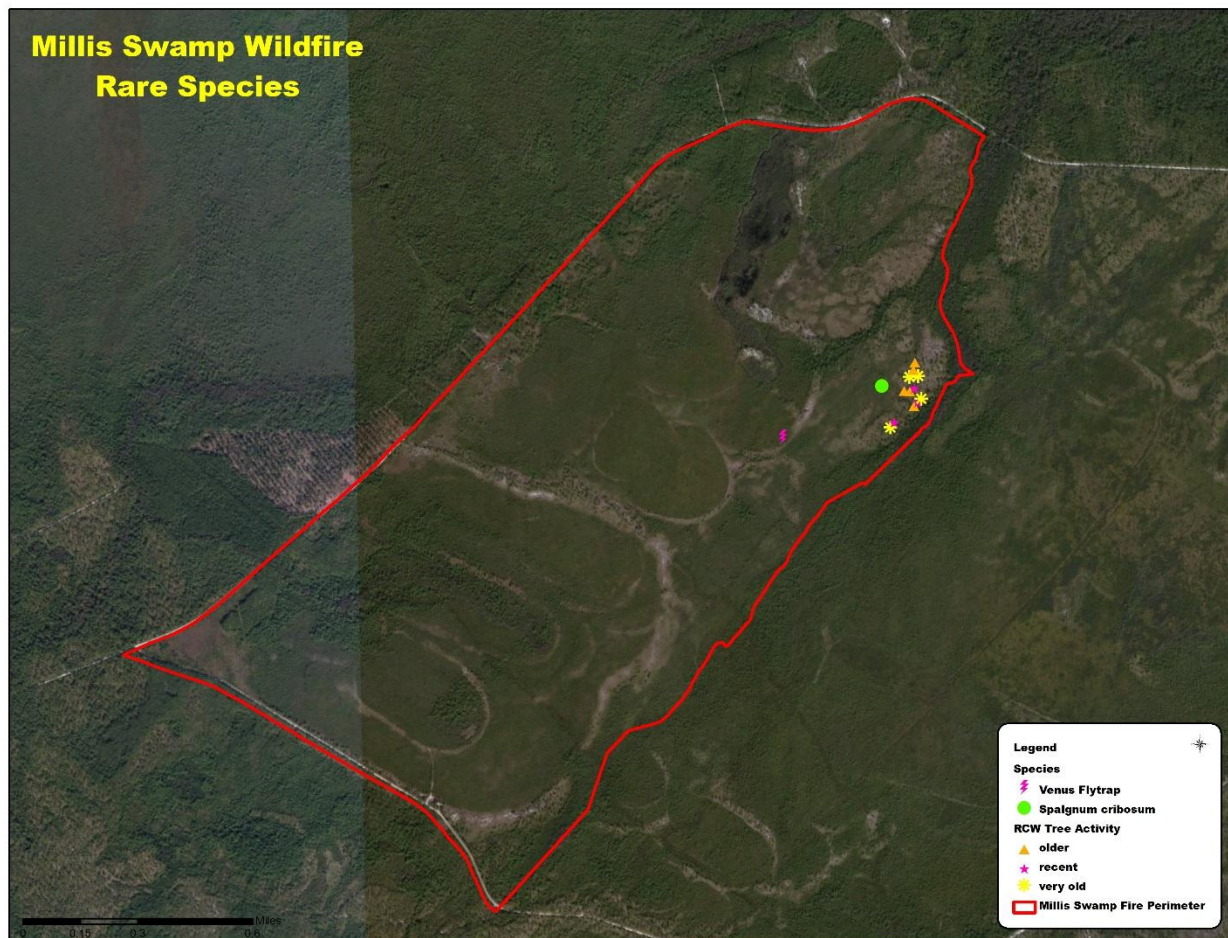 Millis Swamp Wildfire
Rare Species
Legend
Species
Venus Flytrap
Spalgnum cribosum
RCW Tree Activity
older
recent
very old
Millis Swamp Fire Perimeter
Miles
0 0.15 0.3 0.6